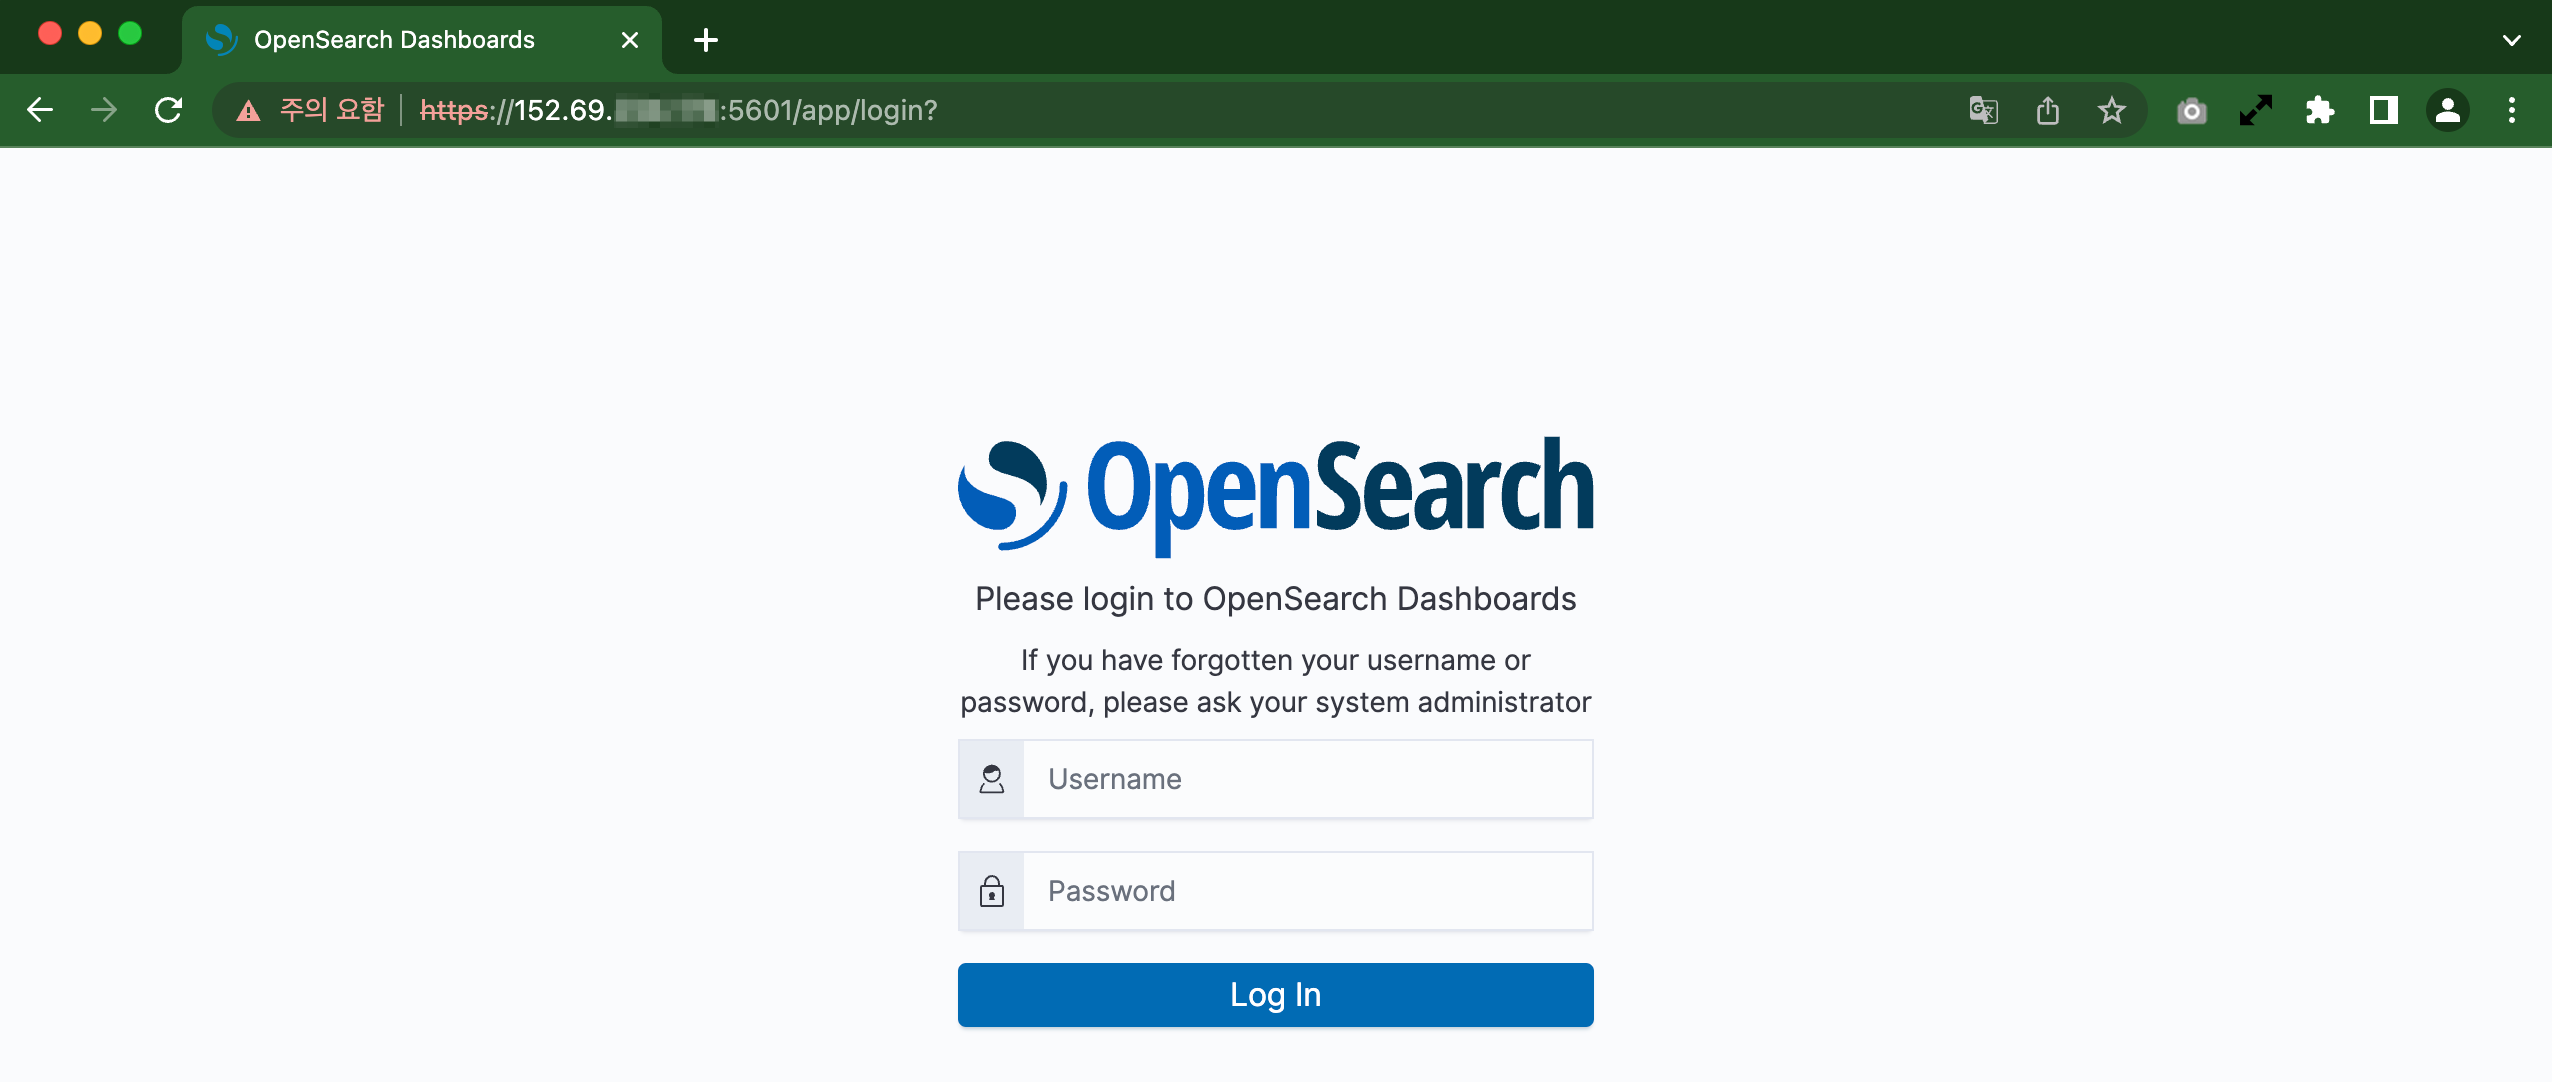 OpenSearch Dashboards
주의 요함 https://152.69. :5601/app/login?
OpenSearch
Please login to OpenSearch Dashboards
If you have forgotten your username or
password, please ask your system administrator
Username
Password
Log In